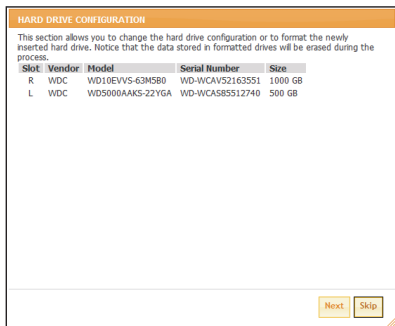 HARD DRIVE CONFIGURATION
This section allows you to change the hard drive configuration or to format the newly
inserted hard drive. Notice that the data stored in formatted drives will be erased during the
process.
Slot Vendor Model Serial Number Size
R WDC WD10EVVS-63M5B0 WD-WCAV52163551 1000 GB
L WDC WD5000AAKS-22YGA WD-WCAS85512740 500 GB
Next Skip